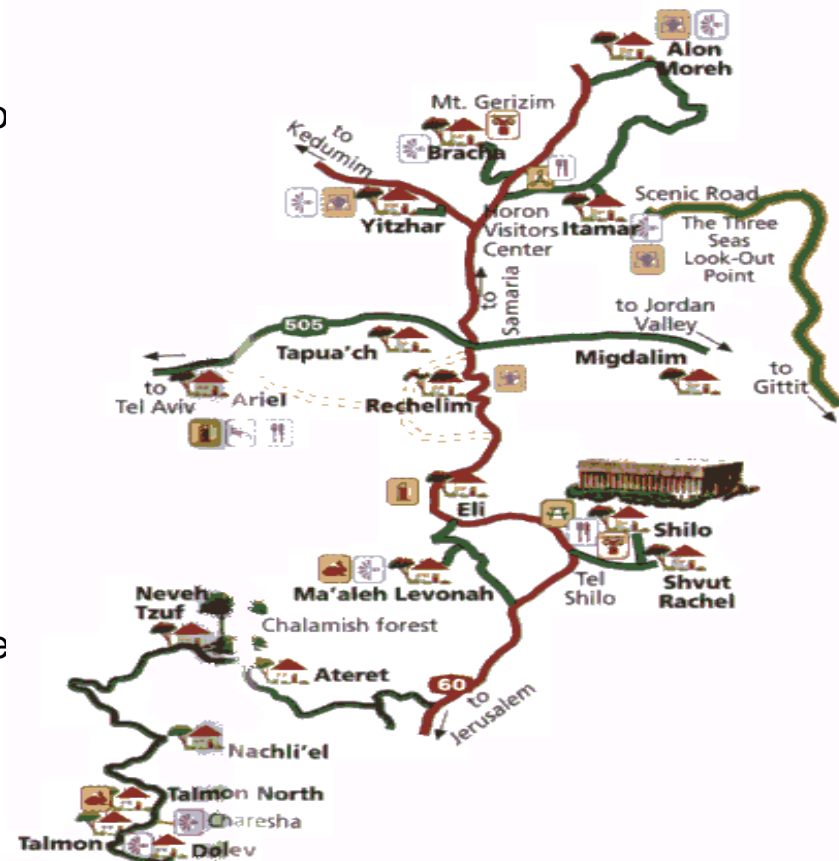 Alon
Moreh
Mt. Gerizim
to
Kedumim
Bracha
Yitzhar
Horon
Visitors
Center
Itamar
Scenic Road
The Three
Seas
Look-Out
Point
to
Samaria
505
to Jordan
Valley
Tapua'ch
Migdalim
to
Gittit
to
Tel Aviv
Ariel
Rechelim
Eli
Shilo
Tel
Shilo
Shvut
Rachel
Ma'aleh Levonah
Neveh
Tzuf
Chalamish forest
Ateret
60
to
Jerusalem
Nachli'el
Talmon North
Charesha
Talmon
Dolev